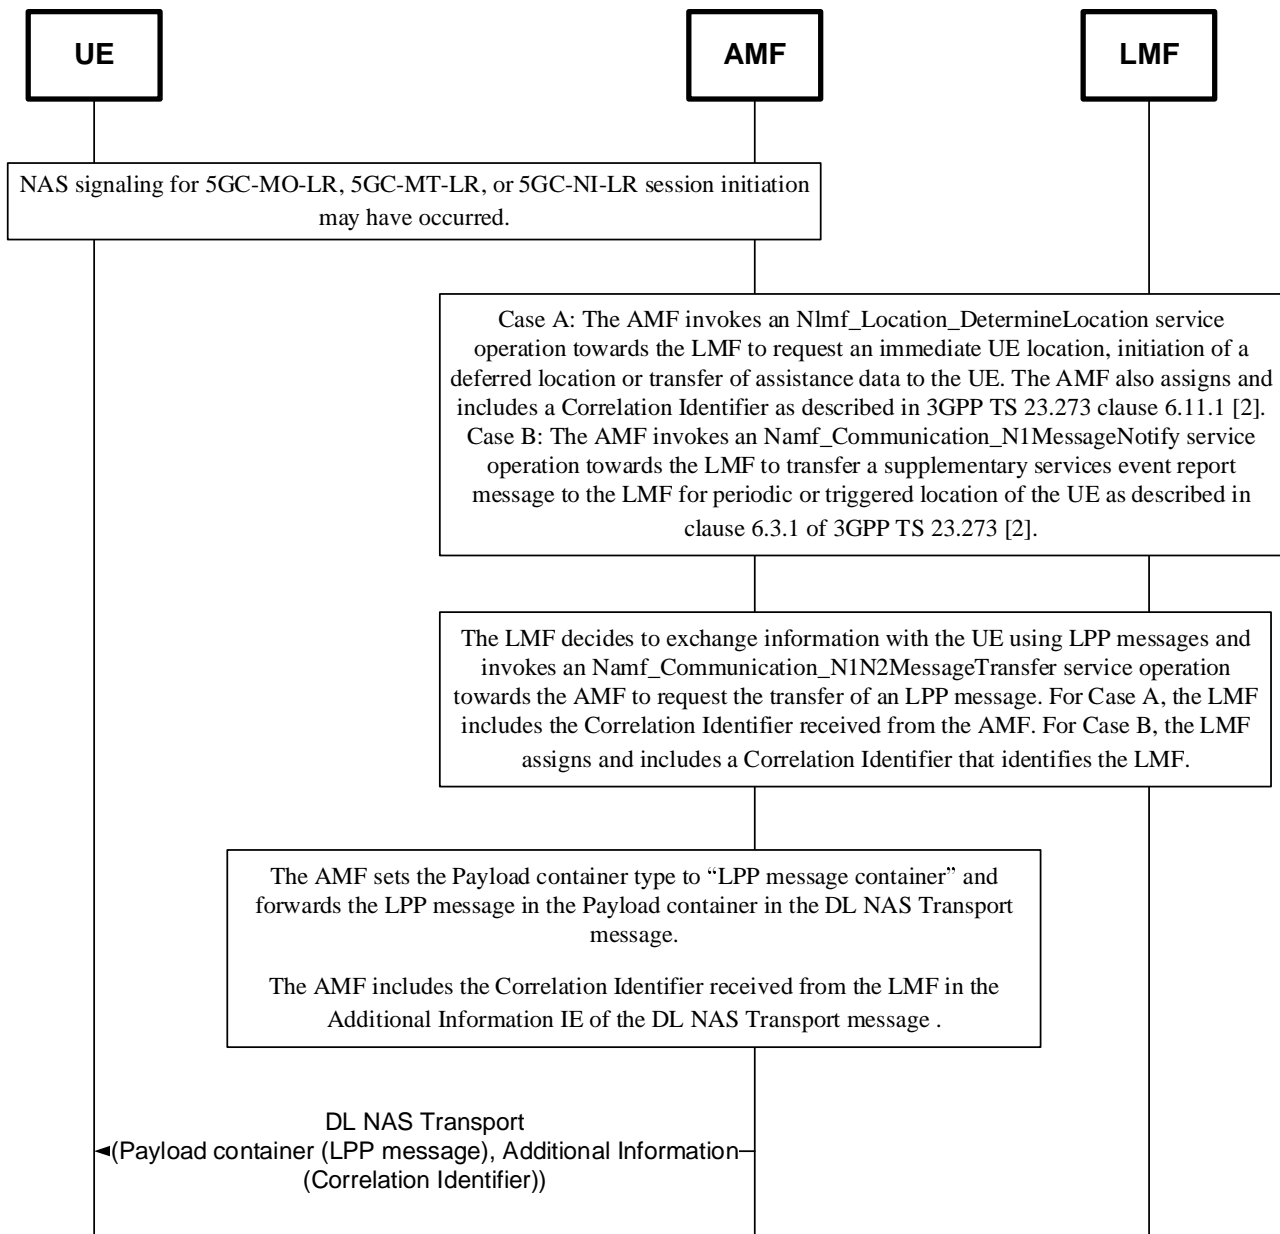 UE
AMF
LMF
NAS signaling for 5GC-MO-LR, 5GC-MT-LR, or 5GC-NI-LR session initiation
may have occurred.
Case A: The AMF invokes an Nlmf_Location_DetermineLocation service
operation towards the LMF to request an immediate UE location, initiation of a
deferred location or transfer of assistance data to the UE. The AMF also assigns and
includes a Correlation Identifier as described in 3GPP TS 23.273 clause 6.11.1 [2].
Case B: The AMF invokes an Namf_Communication_N1MessageNotify service
operation towards the LMF to transfer a supplementary services event report
message to the LMF for periodic or triggered location of the UE as described in
clause 6.3.1 of 3GPP TS 23.273 [2].
The LMF decides to exchange information with the UE using LPP messages and
invokes an Namf_Communication_N1N2MessageTransfer service operation
towards the AMF to request the transfer of an LPP message. For Case A, the LMF
includes the Correlation Identifier received from the AMF. For Case B, the LMF
assigns and includes a Correlation Identifier that identifies the LMF.
The AMF sets the Payload container type to “LPP message container” and
forwards the LPP message in the Payload container in the DL NAS Transport
message.
The AMF includes the Correlation Identifier received from the LMF in the
Additional Information IE of the DL NAS Transport message .
DL NAS Transport
(Payload container (LPP message), Additional Information
(Correlation Identifier))